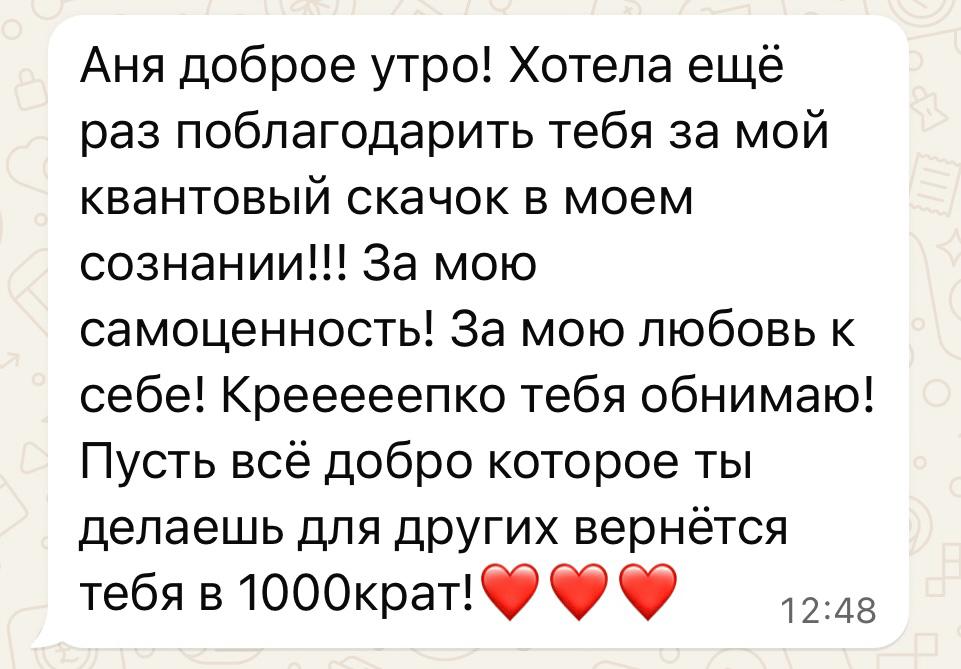 Аня доброе утро! Хотела ещё
раз поблагодарить тебя за мой
квантовый скачок в моем
сознании!!! За мою
самоценность! За мою любовь к
себе! Креееееепко тебя обнимаю!
Пусть всё добро которое ты
делаешь для других вернётся
тебя в 1000крат!❤️❤️❤️
12:48